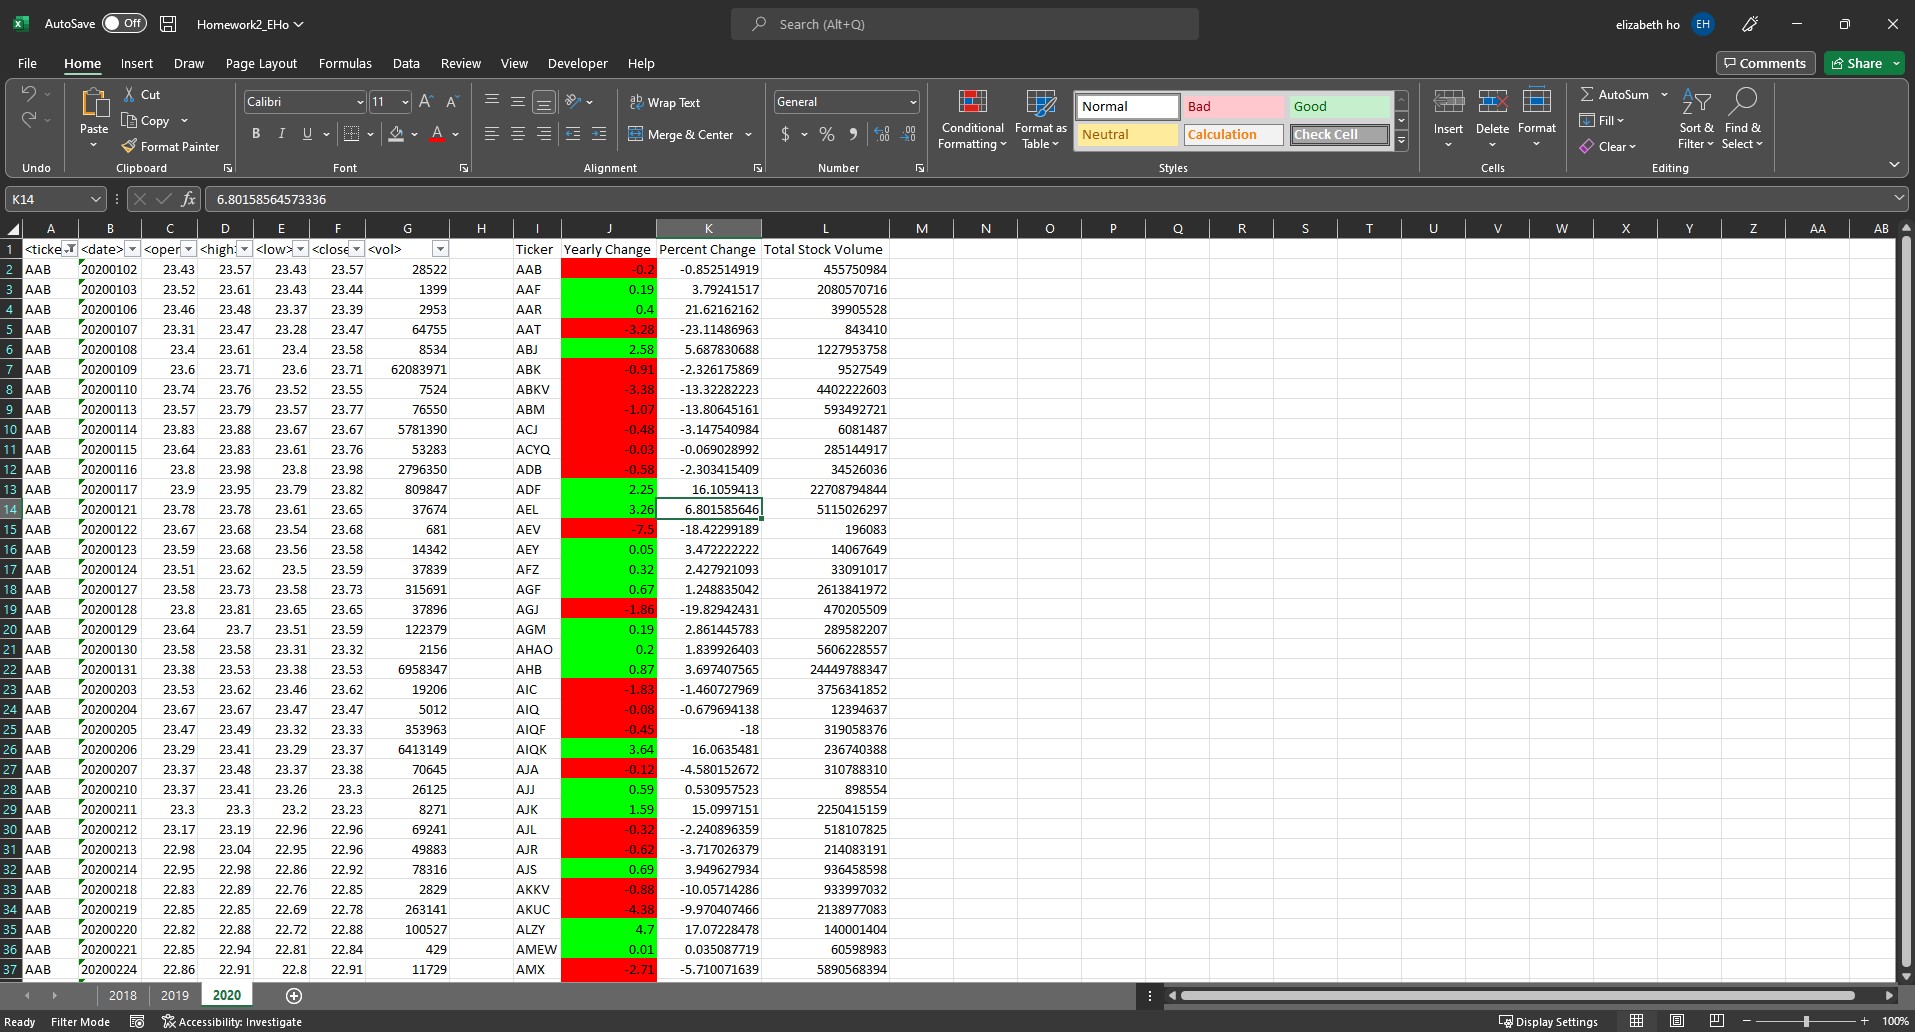 AutoSave Off Homework2_EHo Search (Alt+Q) elizabeth ho EH
File Home Insert Draw Page Layout Formulas Data Review View Developer Help Comments Share
Cut Calibri 11 Wrap Text General Normal Bad Good AutoSum
Paste Copy Conditional Formatting Format as Table Neutral Calculation Check Cell Insert Delete Format Fill Sort & Filter Find & Select
Format Painter B I U A Merge & Center $ % Clear
Undo Clipboard Font Alignment Number Styles Cells Editing
K14 fx 6.80158564573336
A B C D E F G H I J K L M N O P Q R S T U V W X Y Z AA AB
1 <ticke <date> <oper <high <low> <close <vol> Ticker Yearly Change Percent Change Total Stock Volume
2 AAB 20200102 23.43 23.57 23.43 23.57 28522 AAB -0.2 -0.852514919 455750984
3 AAB 20200103 23.52 23.61 23.43 23.44 1399 AAF 0.19 3.79241517 2080570716
4 AAB 20200106 23.46 23.48 23.37 23.39 2953 AAR 0.4 21.62162162 39905528
5 AAB 20200107 23.31 23.47 23.28 23.47 64755 AAT -3.28 -23.11486963 843410
6 AAB 20200108 23.4 23.61 23.4 23.58 8534 ABJ 2.58 5.687830688 1227953758
7 AAB 20200109 23.6 23.71 23.6 23.71 62083971 ABK -0.91 -2.326175869 9527549
8 AAB 20200110 23.74 23.76 23.52 23.55 7524 ABKV -3.38 -13.32282223 4402222603
9 AAB 20200113 23.57 23.79 23.57 23.77 76550 ABM -1.07 -13.80645161 593492721
10 AAB 20200114 23.83 23.88 23.67 23.67 5781390 ACJ -0.48 -3.147540984 6081487
11 AAB 20200115 23.64 23.83 23.61 23.76 53283 ACYQ -0.03 -0.069028992 285144917
12 AAB 20200116 23.8 23.98 23.8 23.98 2796350 ADB -0.58 -2.303415409 34526036
13 AAB 20200117 23.9 23.95 23.79 23.82 809847 ADF 2.25 16.1059413 22708794844
14 AAB 20200121 23.78 23.78 23.61 23.65 37674 AEL 3.26 6.801585646 5115026297
15 AAB 20200122 23.67 23.68 23.54 23.68 681 AEV -7.5 -18.42299189 196083
16 AAB 20200123 23.59 23.68 23.56 23.58 14342 AEY 0.05 3.472222222 14067649
17 AAB 20200124 23.51 23.62 23.5 23.59 37839 AFZ 0.32 2.427921093 33091017
18 AAB 20200127 23.58 23.73 23.58 23.73 315691 AGF 0.67 1.248835042 2613841972
19 AAB 20200128 23.8 23.81 23.65 23.65 37896 AGJ -1.86 -19.82942431 470205509
20 AAB 20200129 23.64 23.7 23.51 23.59 122379 AGM 0.19 2.861445783 289582207
21 AAB 20200130 23.58 23.58 23.31 23.32 2156 AHAO 0.2 1.839926403 5606228557
22 AAB 20200131 23.38 23.53 23.38 23.53 6958347 AHB 0.87 3.697407565 24449788347
23 AAB 20200203 23.53 23.62 23.46 23.62 19206 AIC -1.83 -1.460727969 3756341852
24 AAB 20200204 23.67 23.67 23.47 23.47 5012 AIQ -0.08 -0.679694138 12394637
25 AAB 20200205 23.47 23.49 23.32 23.33 353963 AIQF -0.45 -18 319058376
26 AAB 20200206 23.29 23.41 23.29 23.37 6413149 AIQK 3.64 16.0635481 236740388
27 AAB 20200207 23.37 23.48 23.37 23.38 70645 AJA -0.12 -4.580152672 310788310
28 AAB 20200210 23.37 23.41 23.26 23.3 26125 AJJ 0.59 0.530957523 898554
29 AAB 20200211 23.3 23.3 23.2 23.23 8271 AJK 1.59 15.0997151 2250415159
30 AAB 20200212 23.17 23.19 22.96 22.96 69241 AJL -0.32 -2.240896359 518107825
31 AAB 20200213 22.98 23.04 22.95 22.96 49883 AJR -0.62 -3.717026379 214083191
32 AAB 20200214 22.95 22.98 22.86 22.92 78316 AJS 0.69 3.949627934 936458598
33 AAB 20200218 22.83 22.89 22.76 22.85 2829 AKKV -0.88 -10.05714286 933997032
34 AAB 20200219 22.85 22.85 22.69 22.78 263141 AKUC -4.38 -9.970407466 2138977083
35 AAB 20200220 22.82 22.88 22.72 22.88 100527 ALZY 4.7 17.07228478 140001404
36 AAB 20200221 22.85 22.94 22.81 22.84 429 AMEW 0.01 0.035087719 60598983
37 AAB 20200224 22.86 22.91 22.8 22.91 11729 AMX -2.71 -5.710071639 5890568394
2018 2019 2020
Ready Filter Mode Accessibility: Investigate Display Settings 100%